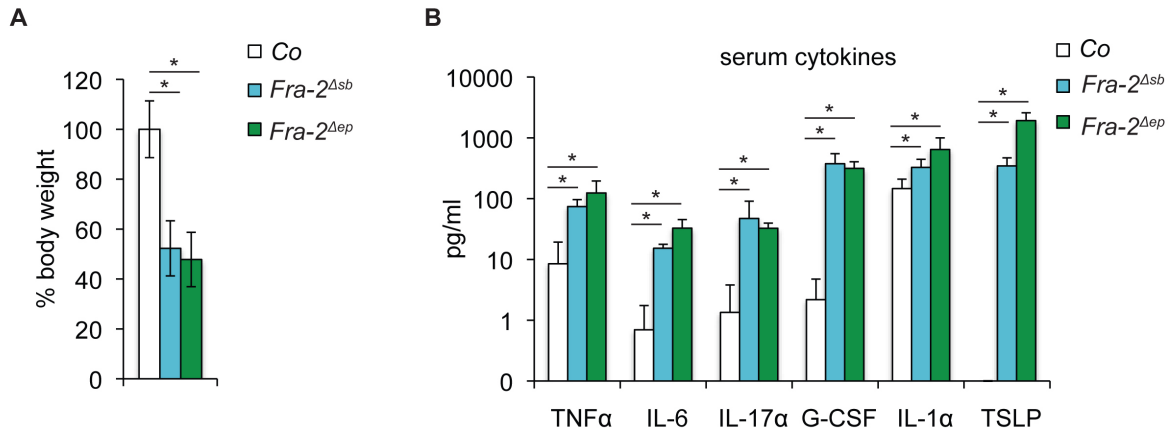 A
Co
Fra-2Δsb
Fra-2Δep
* 
*
% body weight
120
100
80
60
40
20
0
B
serum cytokines
Co
Fra-2Δsb
Fra-2Δep
pg/ml
10000
1000
100
10
1
0
* 
*
* 
*
* 
*
* 
*
* 
*
* 
*
TNFα IL-6 IL-17α G-CSF IL-1α TSLP